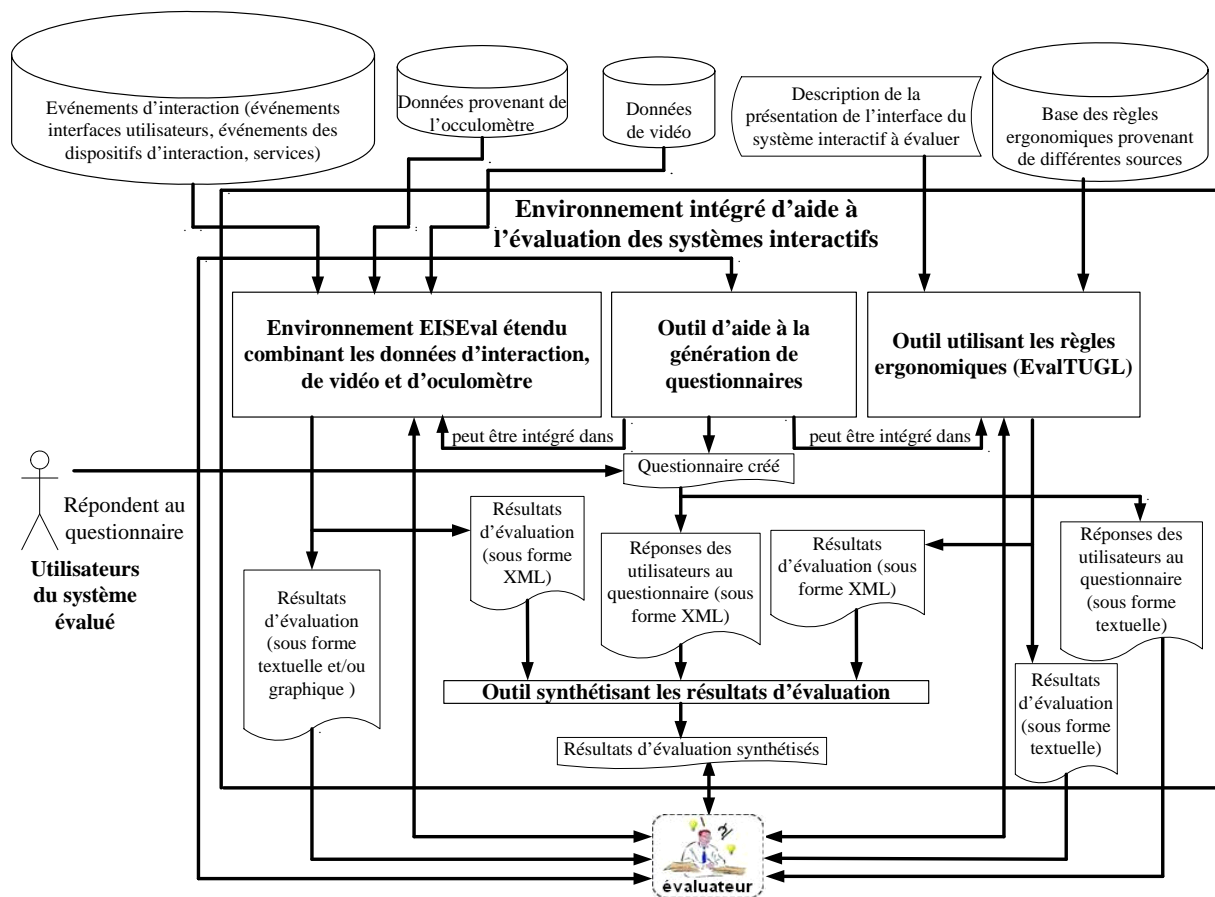 Evénements d'interaction (événements
interfaces utilisateurs, événements des
dispositifs d'interaction, services)
Données provenant de
l'occulomètre
Données
de vidéo
Description de la
présentation de l'interface du
système interactif à évaluer
Base des règles
ergonomiques provenant
de différentes sources
Environnement intégré d'aide à
l'évaluation des systèmes interactifs
Environnement EISEval étendu
combinant les données d'interaction,
de vidéo et d'oculomètre
Outil d'aide à la
génération de
questionnaires
Outil utilisant les règles
ergonomiques (EvalTUGL)
peut être intégré dans
peut être intégré dans
Questionnaire créé
Répondent au
questionnaire
Utilisateurs
du système
évalué
Résultats
d'évaluation
(sous forme
XML)
Réponses des
utilisateurs au
questionnaire (sous
forme XML)
Résultats
d'évaluation (sous
forme XML)
Réponses des
utilisateurs au
questionnaire
(sous forme
textuelle)
Résultats
d'évaluation
(sous forme
textuelle et/ou
graphique )
Résultats
d'évaluation
(sous forme
textuelle)
Outil synthétisant les résultats d'évaluation
Résultats d'évaluation synthétisés
évaluateur